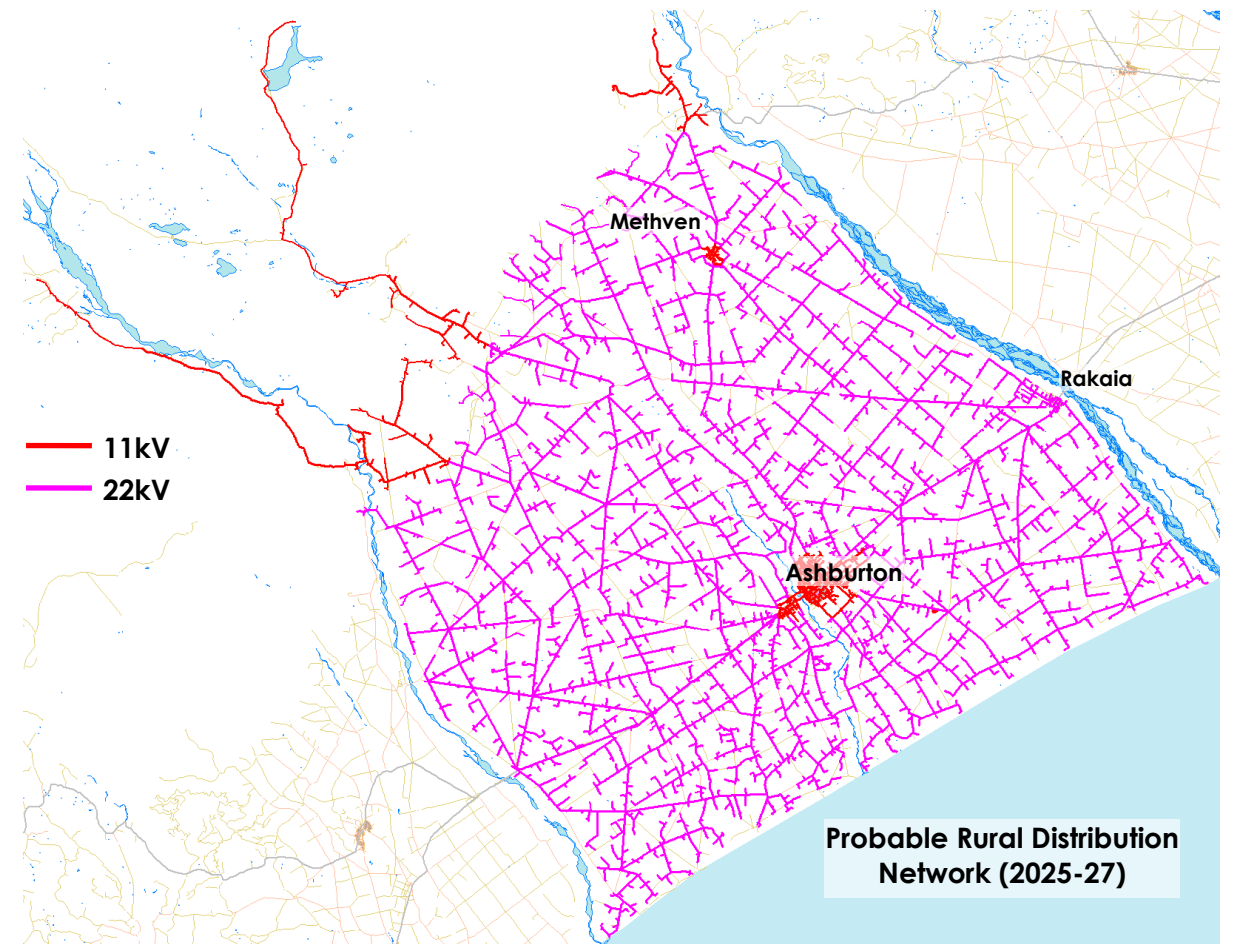 Methven
Rakaia
11kV
22kV
Ashburton
Probable Rural Distribution
Network (2025-27)